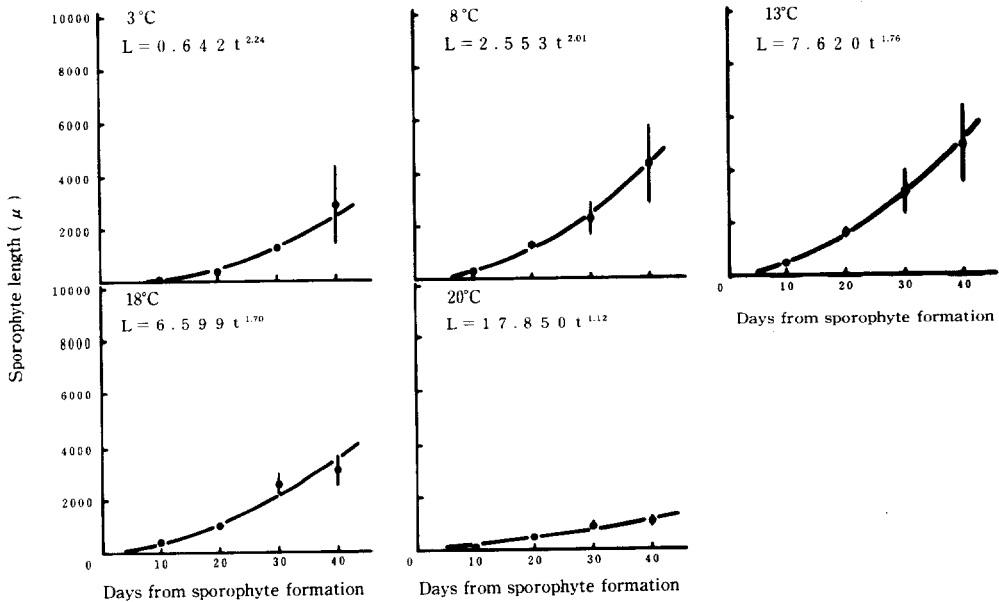 3°C
L = 0.642 t^2.24
8°C
L = 2.553 t^2.01
13°C
L = 7.620 t^1.76
10000
8000
6000
4000
2000
Sporophyte length ( μ )
0 10 20 30 40
Days from sporophyte formation
18°C
L = 6.599 t^1.70
20°C
L = 17.850 t^1.12
10000
8000
6000
4000
2000
0 10 20 30 40
0 10 20 30 40
Days from sporophyte formation
Days from sporophyte formation